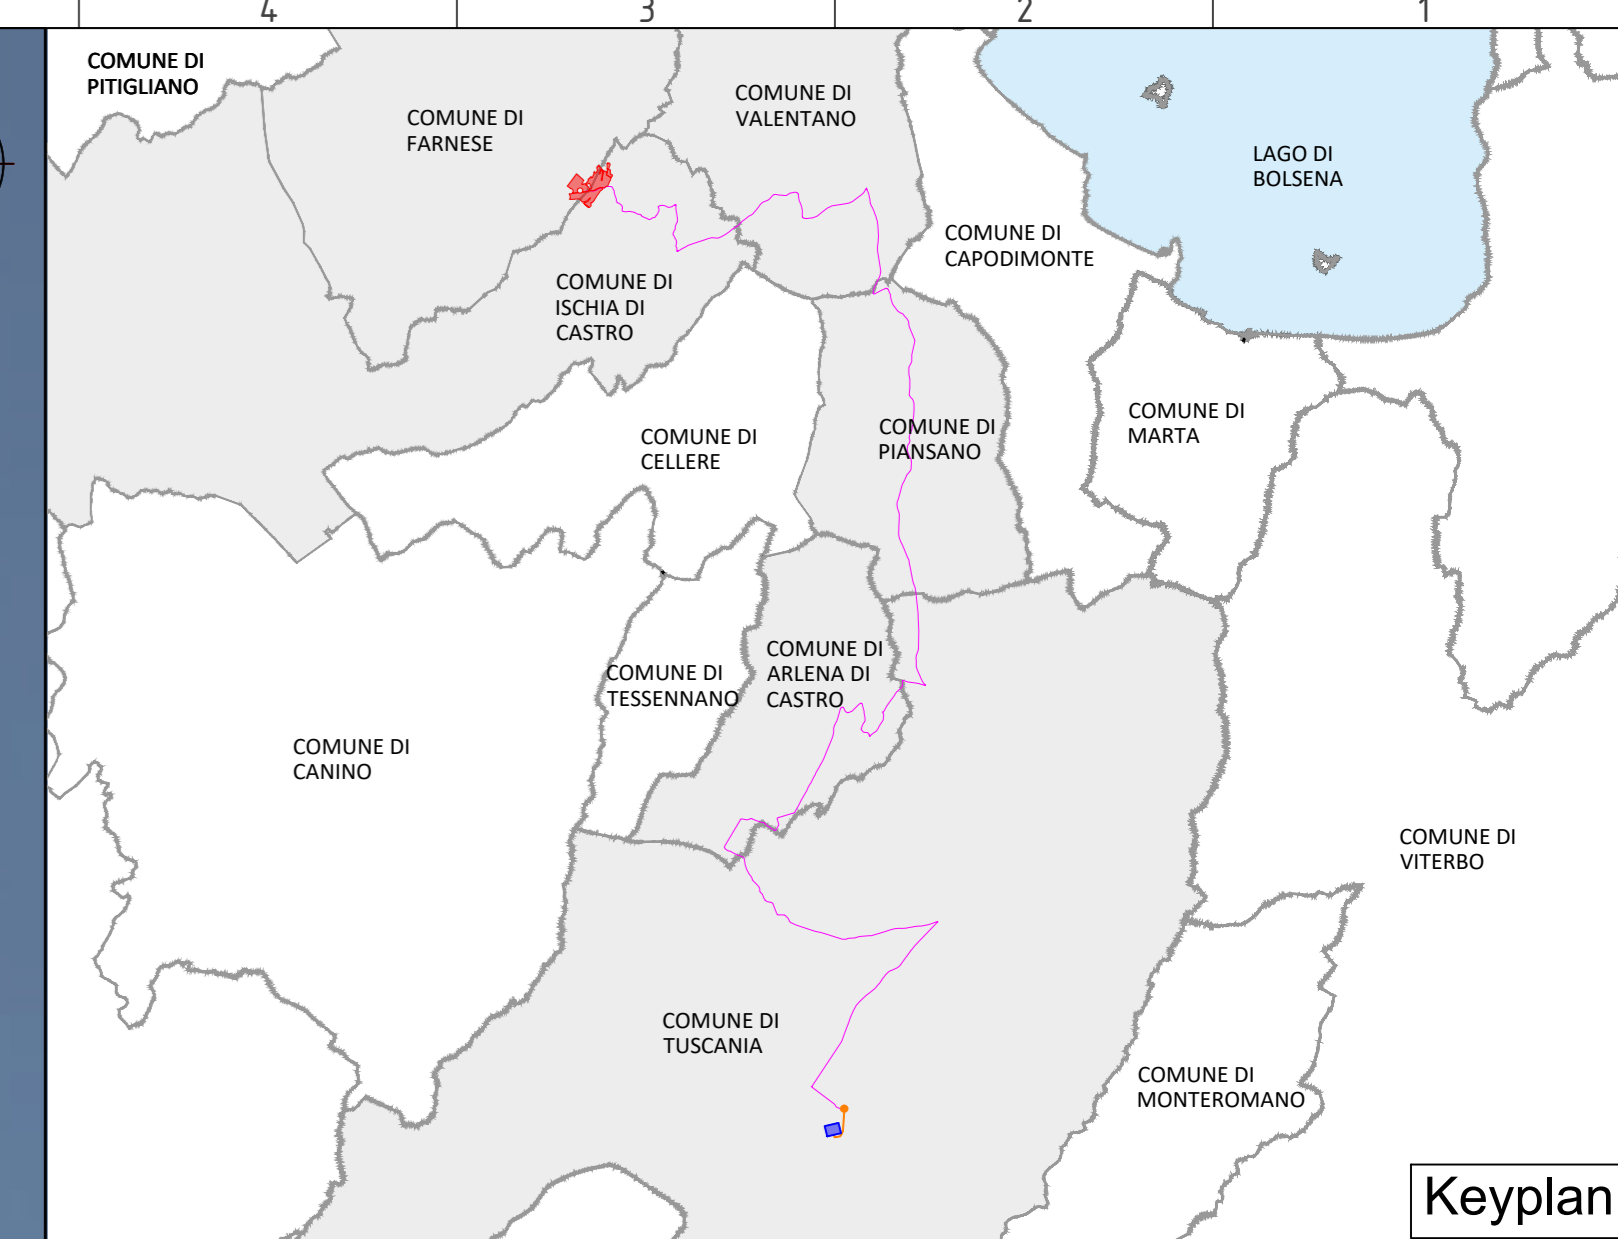 4 3 2 1
COMUNE DI
PITIGLIANO
COMUNE DI
FARNESE
COMUNE DI
VALENTANO
LAGO DI
BOLSENA
COMUNE DI
CAPODIMONTE
COMUNE DI
ISCHIA DI
CASTRO
COMUNE DI
MARTA
COMUNE DI
PIANSANO
COMUNE DI
CELLERE
COMUNE DI
ARLENA DI
CASTRO
COMUNE DI
TESSENNANO
COMUNE DI
CANINO
COMUNE DI
VITERBO
COMUNE DI
TUSCANIA
COMUNE DI
MONTEROMANO
Keyplan